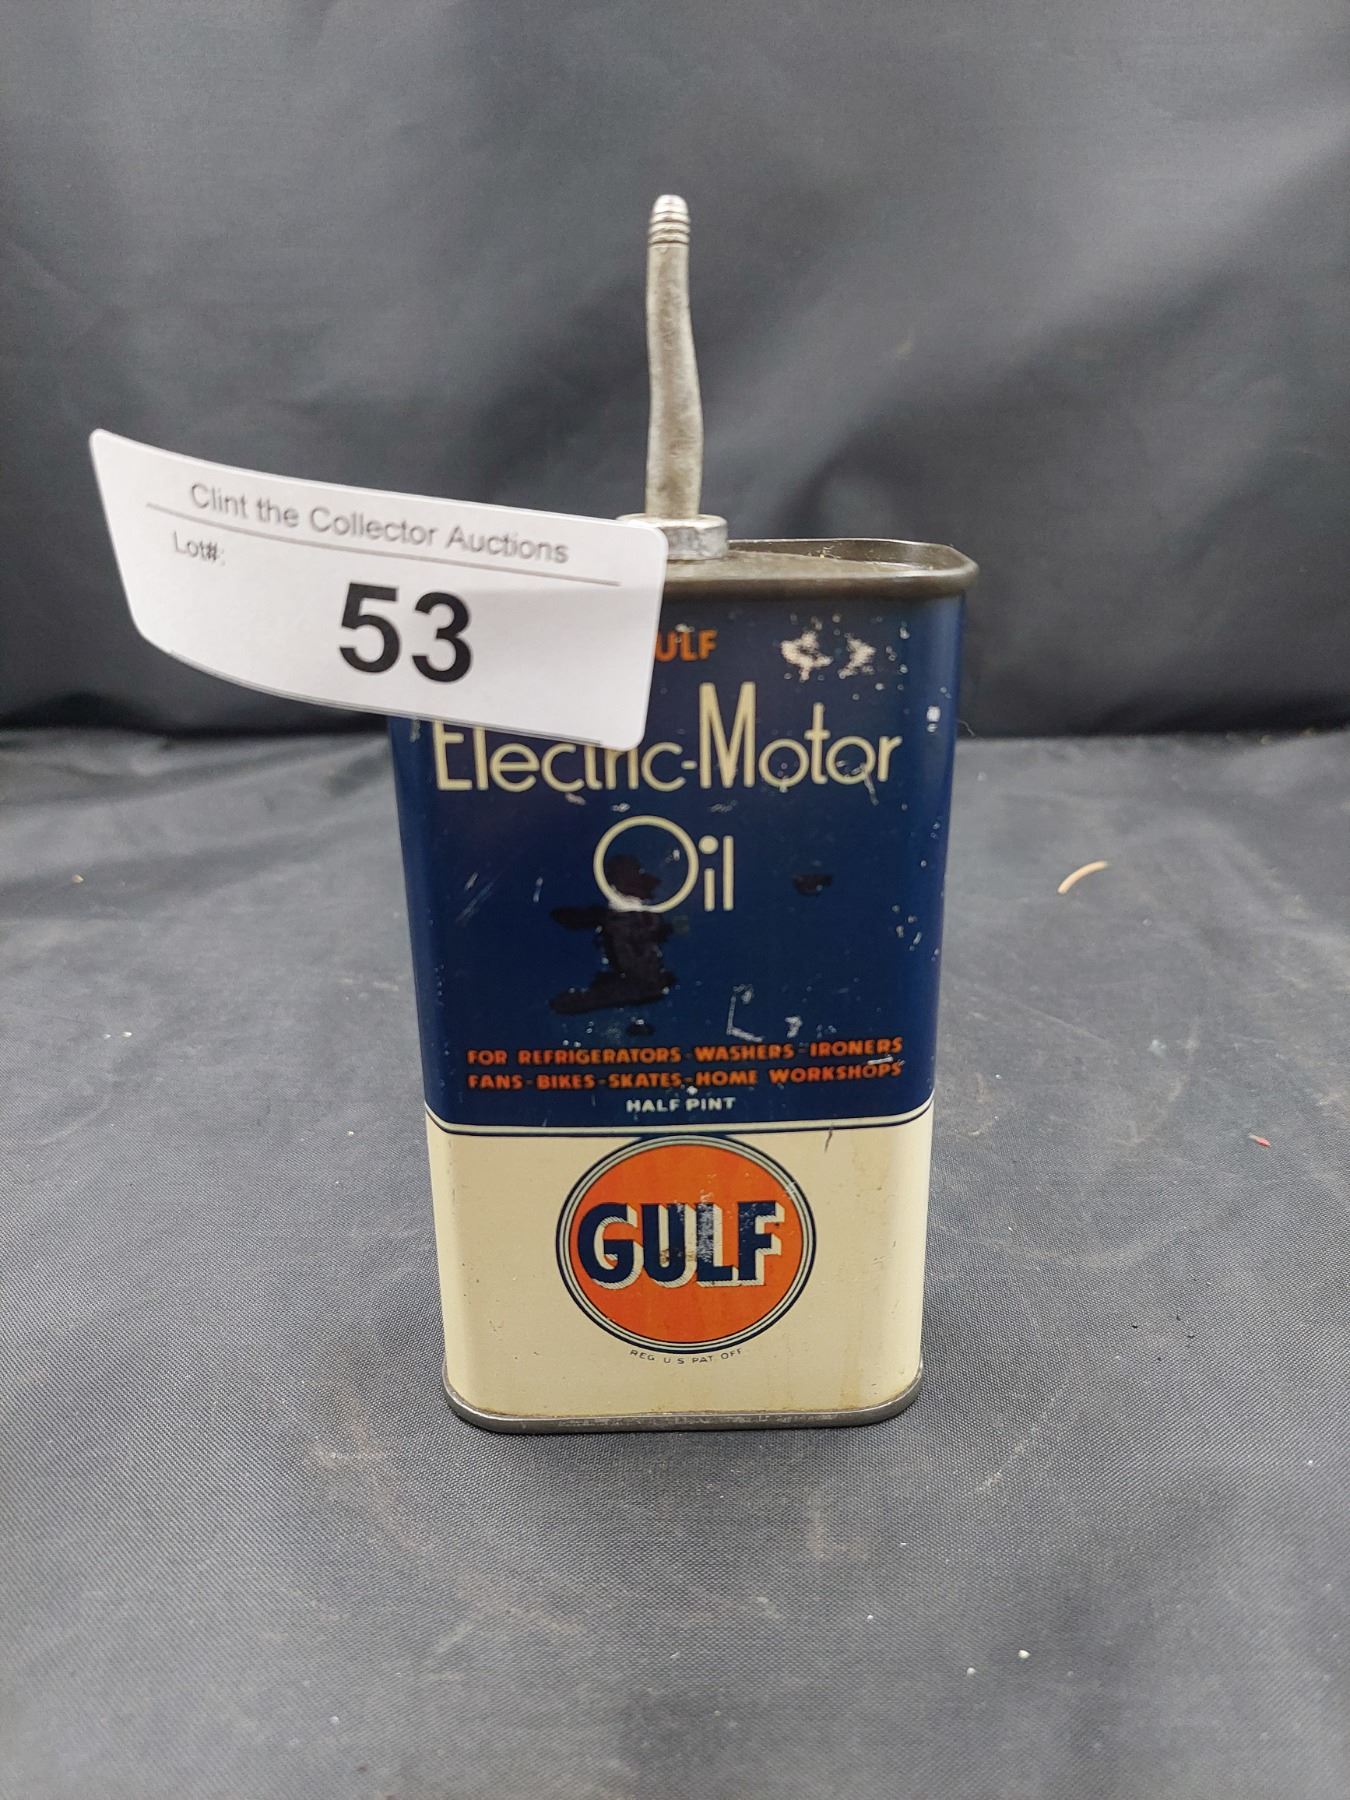 Clint the Collector Auctions
Lot#:
53
ULF
Electric-Motor
Oil
FOR REFRIGERATORS - WASHERS - IRONERS
FANS - BIKES - SKATES - HOME WORKSHOPS
HALF PINT
GULF
REG. U.S. PAT. OFF.